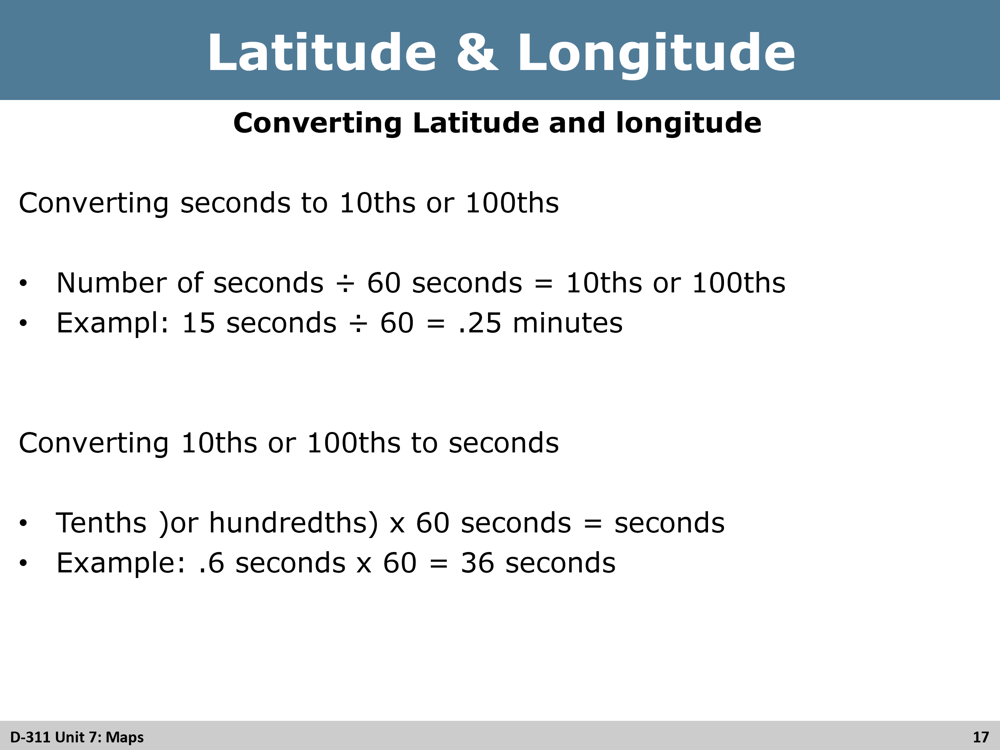 Latitude & Longitude
Converting Latitude and longitude
Converting seconds to 10ths or 100ths
• Number of seconds ÷ 60 seconds = 10ths or 100ths
• Exampl: 15 seconds ÷ 60 = .25 minutes
Converting 10ths or 100ths to seconds
• Tenths )or hundredths) x 60 seconds = seconds
• Example: .6 seconds x 60 = 36 seconds
D-311 Unit 7: Maps 17